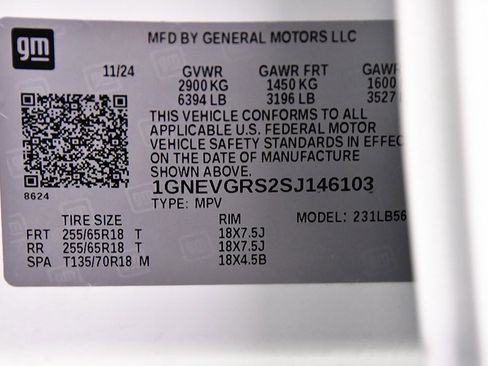 gm
MFD BY GENERAL MOTORS LLC
11/24 GVWR GAWR FRT GAWR
2900 KG 1450 KG 1600
6394 LB 3196 LB 3527
THIS VEHICLE CONFORMS TO ALL
APPLICABLE U.S. FEDERAL MOTOR
VEHICLE SAFETY STANDARDS IN EFFEC
ON THE DATE OF MANUFACTURE
SHOWN ABOVE.
8624
1GNEVGRS2SJ146103
TYPE: MPV
TIRE SIZE RIM MODEL: 231LB56
FRT 255/65R18 T 18X7.5J
RR 255/65R18 T 18X7.5J
SPA T135/70R18 M 18X4.5B